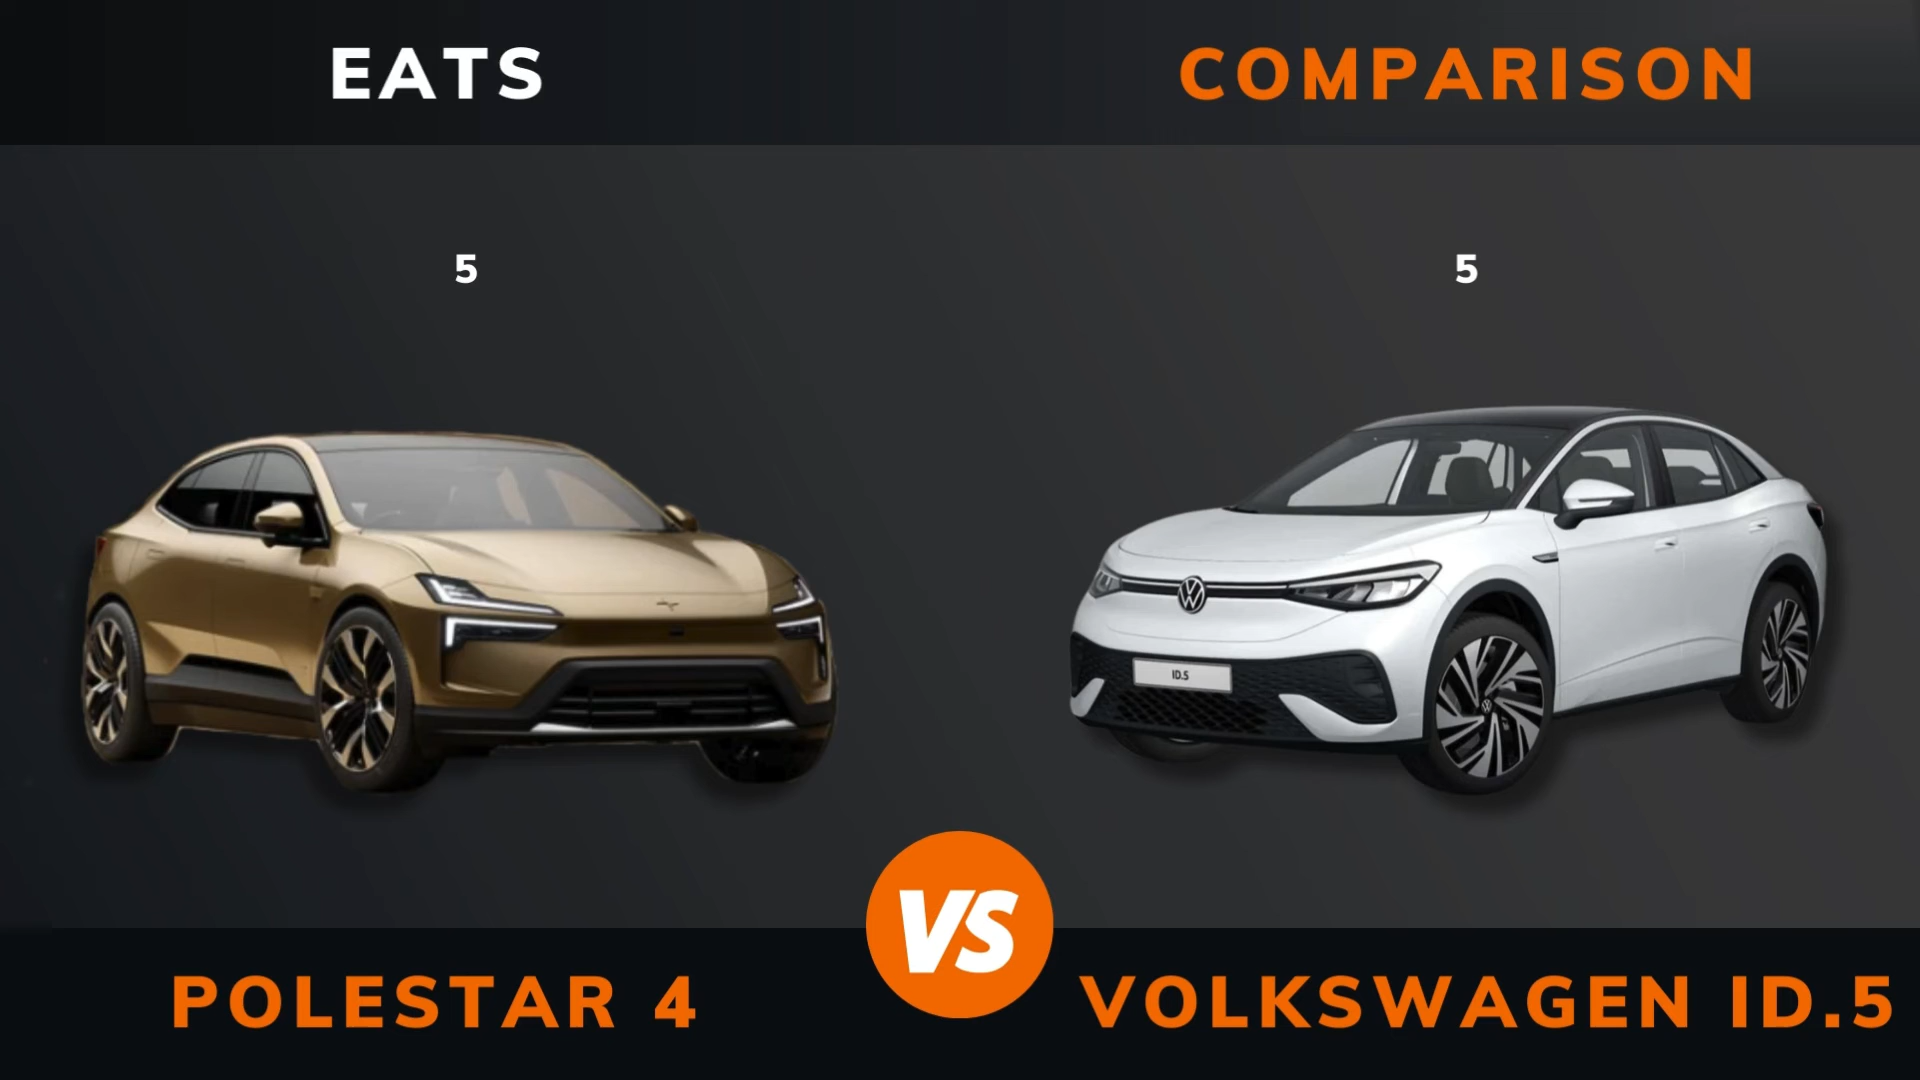 EATS COMPARISON
5 5
ID.5
VS
POLESTAR 4 VOLKSWAGEN ID.5